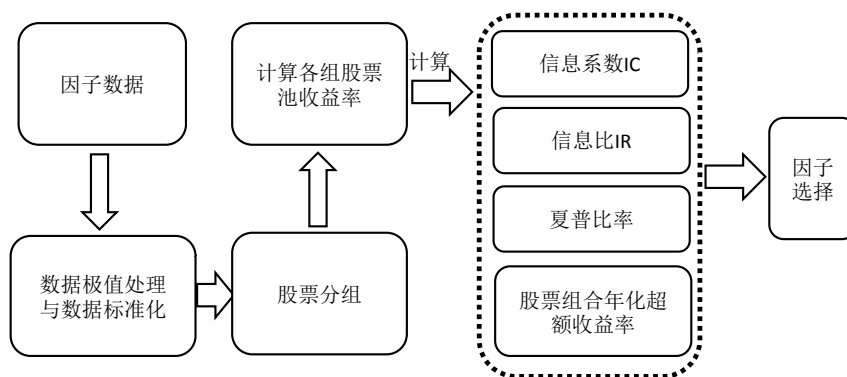 因子数据
数据极值处理
与数据标准化
股票分组
计算各组股票
池收益率
计算
信息系数IC
信息比IR
夏普比率
股票组合年化超
额收益率
因子
选择